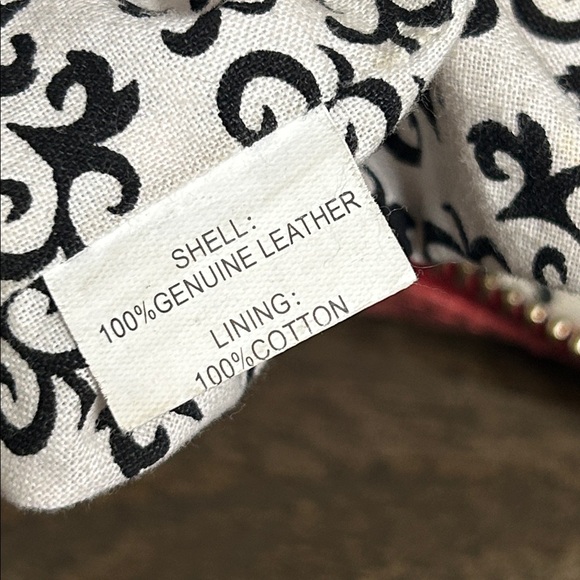 SHELL:
100%GENUINE LEATHER
LINING:
100%COTTON